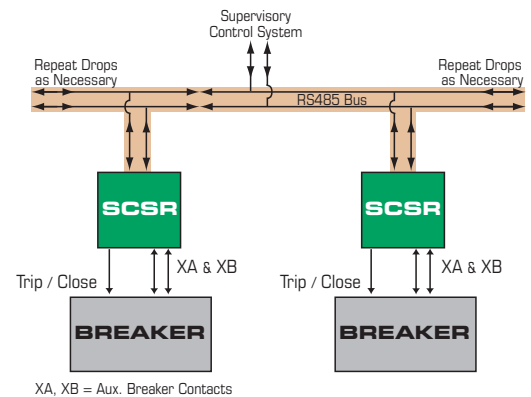 Supervisory
Control System
Repeat Drops
as Necessary
Repeat Drops
as Necessary
RS485 Bus
SCSR
SCSR
Trip / Close
XA & XB
Trip / Close
XA & XB
BREAKER
BREAKER
XA, XB = Aux. Breaker Contacts